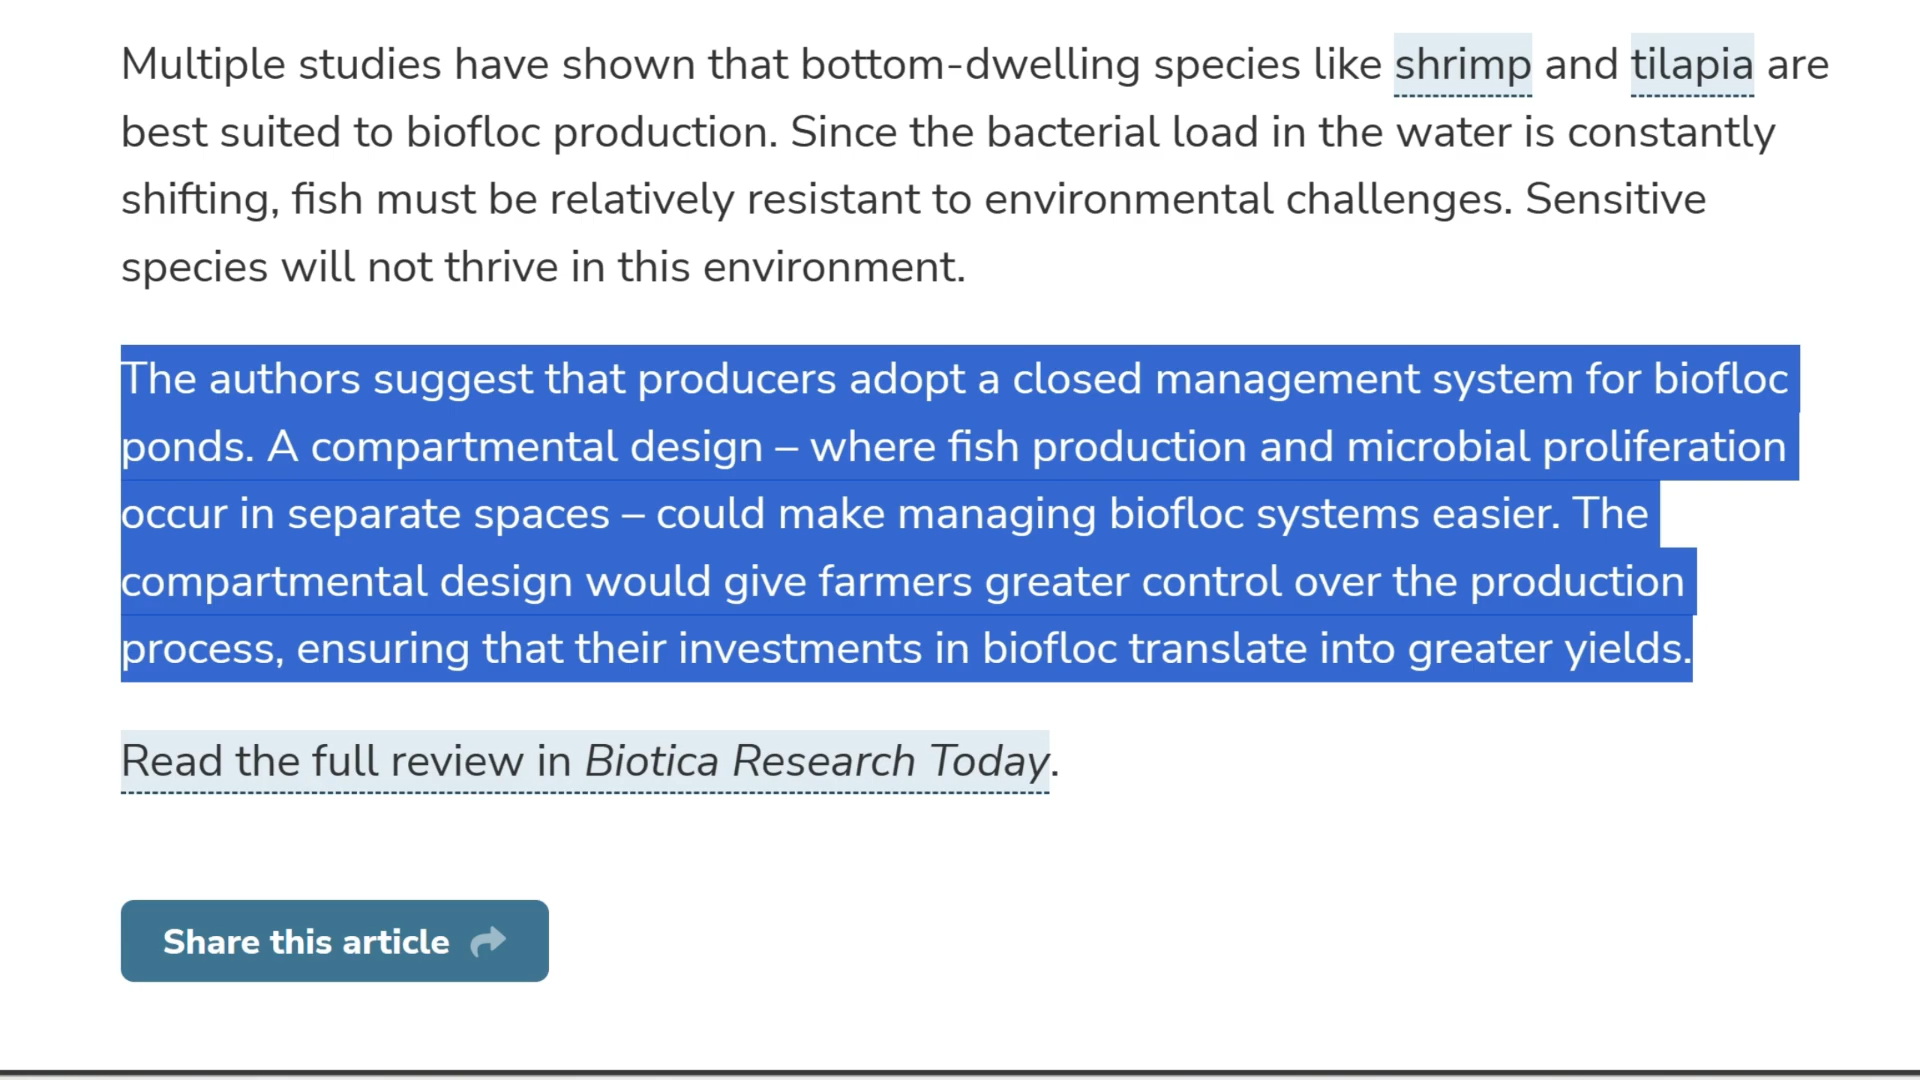 Multiple studies have shown that bottom-dwelling species like shrimp and tilapia are
best suited to biofloc production. Since the bacterial load in the water is constantly
shifting, fish must be relatively resistant to environmental challenges. Sensitive
species will not thrive in this environment.
The authors suggest that producers adopt a closed management system for biofloc
ponds. A compartmental design – where fish production and microbial proliferation
occur in separate spaces – could make managing biofloc systems easier. The
compartmental design would give farmers greater control over the production
process, ensuring that their investments in biofloc translate into greater yields.
Read the full review in Biotica Research Today.
Share this article